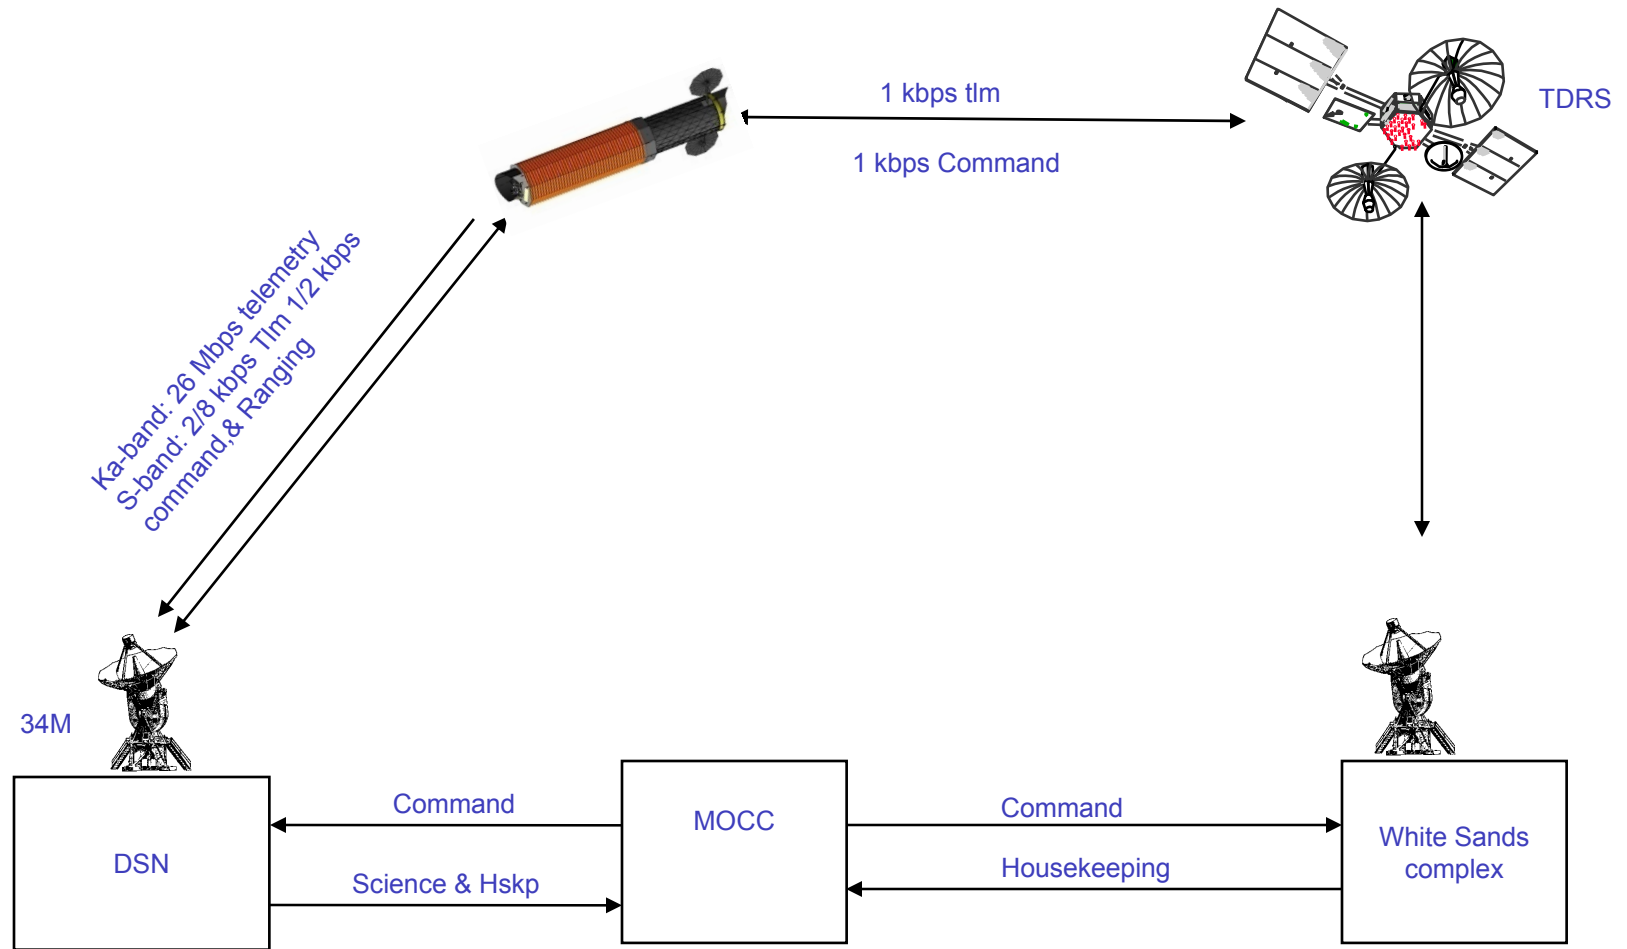 1 kbps tlm
TDRS
1 kbps Command
Ka-band: 26 Mbps telemetry
S-band: 2/8 kbps Tlm 1/2 kbps
command,& Ranging
34M
Command
MOCC
Command
DSN
White Sands
complex
Science & Hskp
Housekeeping